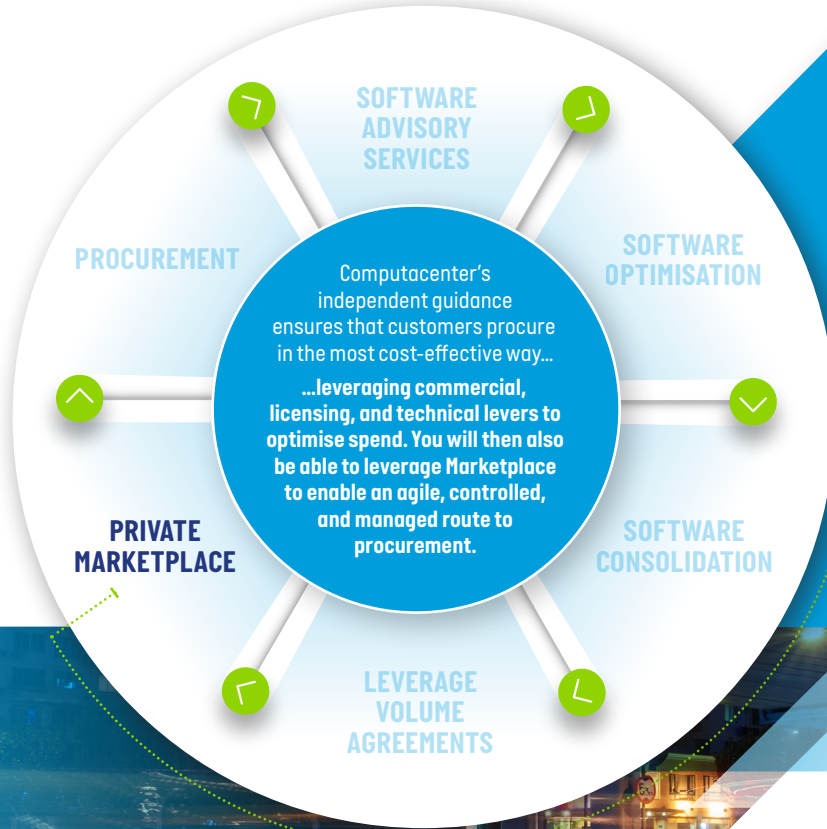 SOFTWARE
ADVISORY
SERVICES
SOFTWARE
OPTIMISATION
SOFTWARE
CONSOLIDATION
LEVERAGE
VOLUME
AGREEMENTS
PRIVATE
MARKETPLACE
PROCUREMENT
Computacenter's
independent guidance
ensures that customers procure
in the most cost-effective way...
...leveraging commercial,
licensing, and technical levers to
optimise spend. You will then also
be able to leverage Marketplace
to enable an agile, controlled,
and managed route to
procurement.